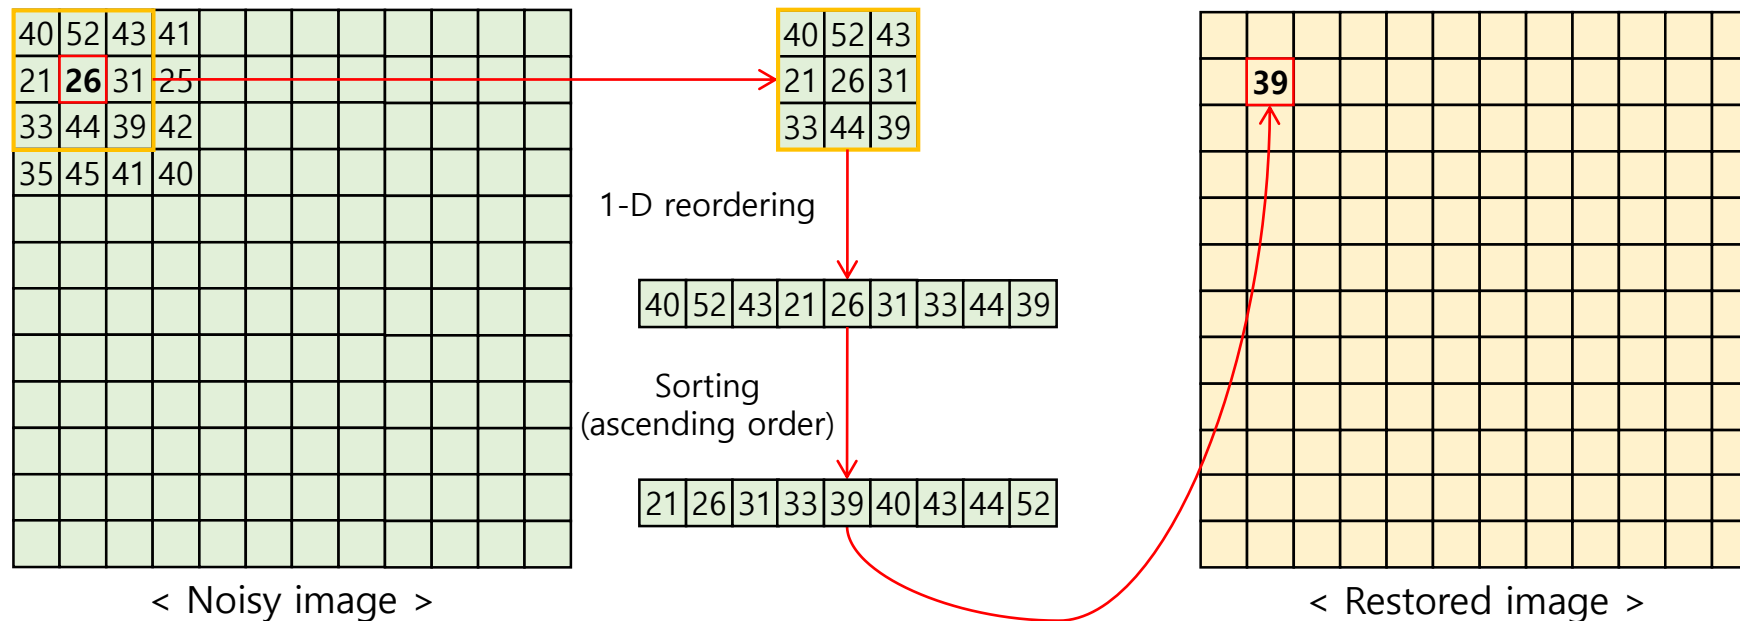 40 52 43 41
21 26 31 25
33 44 39 42
35 45 41 40
< Noisy image >
40 52 43
21 26 31
33 44 39
1-D reordering
40 52 43 21 26 31 33 44 39
Sorting
(ascending order)
21 26 31 33 39 40 43 44 52
39
< Restored image >